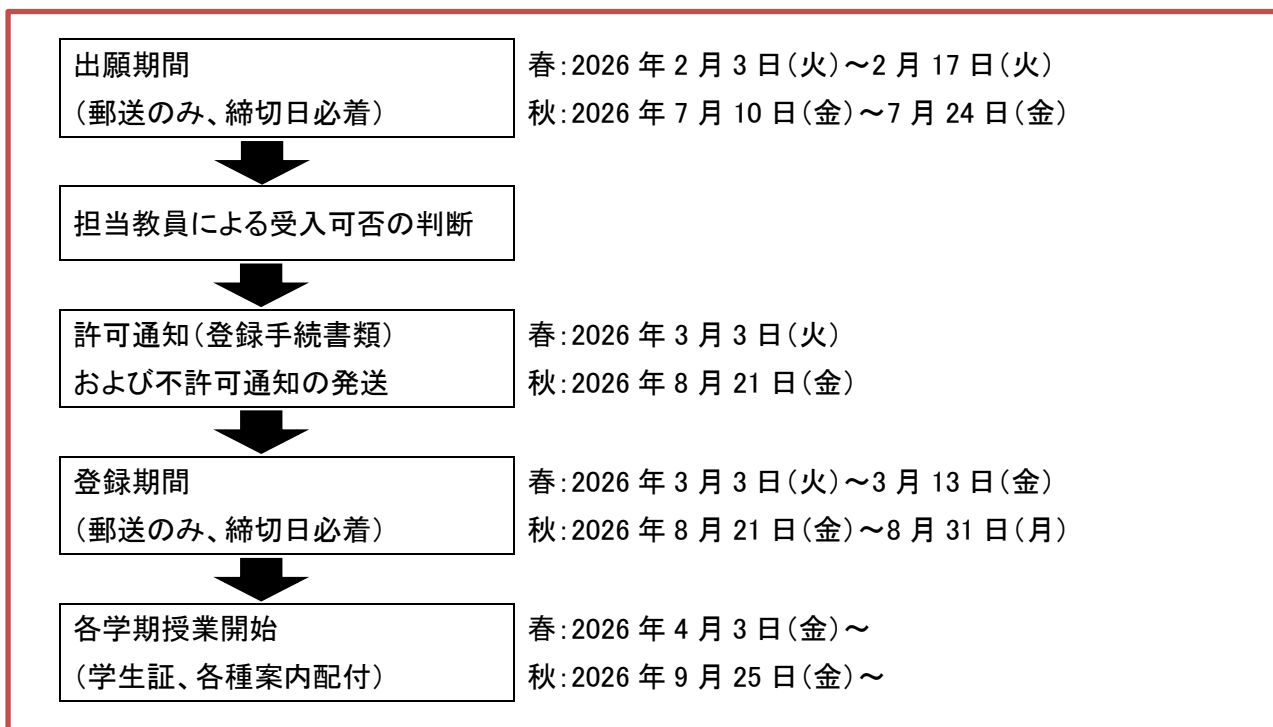 出願期間
(郵送のみ、締切日必着)
春:2026 年 2 月 3 日(火)～2 月 17 日(火)
秋:2026 年 7 月 10 日(金)～7 月 24 日(金)
担当教員による受入可否の判断
許可通知(登録手続書類)
および不許可通知の発送
春:2026 年 3 月 3 日(火)
秋:2026 年 8 月 21 日(金)
登録期間
(郵送のみ、締切日必着)
春:2026 年 3 月 3 日(火)～3 月 13 日(金)
秋:2026 年 8 月 21 日(金)～8 月 31 日(月)
各学期授業開始
(学生証、各種案内配付)
春:2026 年 4 月 3 日(金)～
秋:2026 年 9 月 25 日(金)～